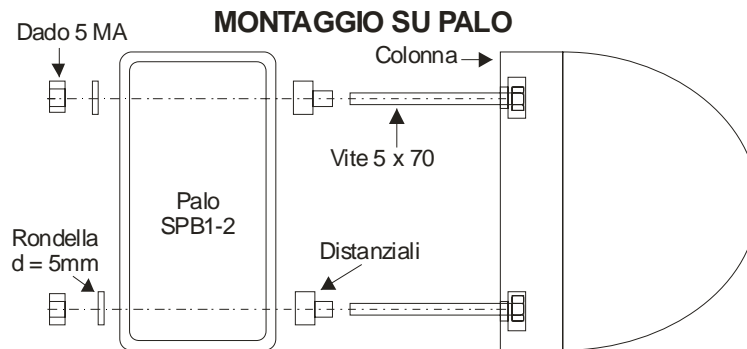 MONTAGGIO SU PALO
Dado 5 MA
Colonna
Vite 5 x 70
Palo
SPB1-2
Rondella
d = 5mm
Distanziali